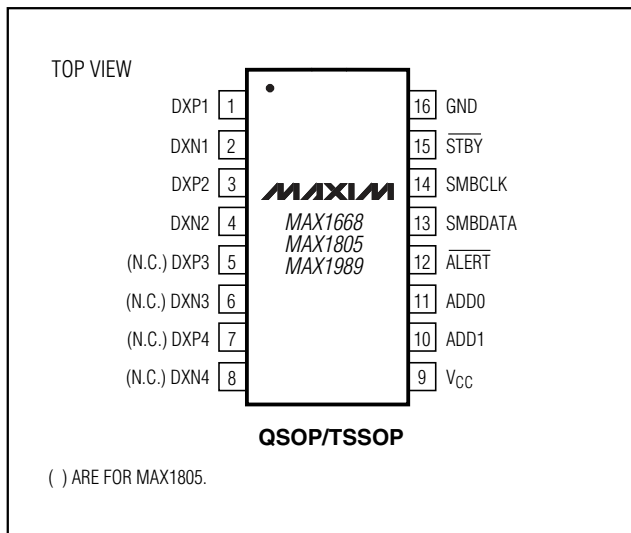 TOP VIEW
DXP1 1
DXN1 2
DXP2 3
DXN2 4
(N.C.) DXP3 5
(N.C.) DXN3 6
(N.C.) DXP4 7
(N.C.) DXN4 8
MAXIM
MAX1668
MAX1805
MAX1989
16 GND
15 STBY
14 SMBCLK
13 SMBDATA
12 ALERT
11 ADD0
10 ADD1
9 VCC
QSOP/TSSOP
( ) ARE FOR MAX1805.